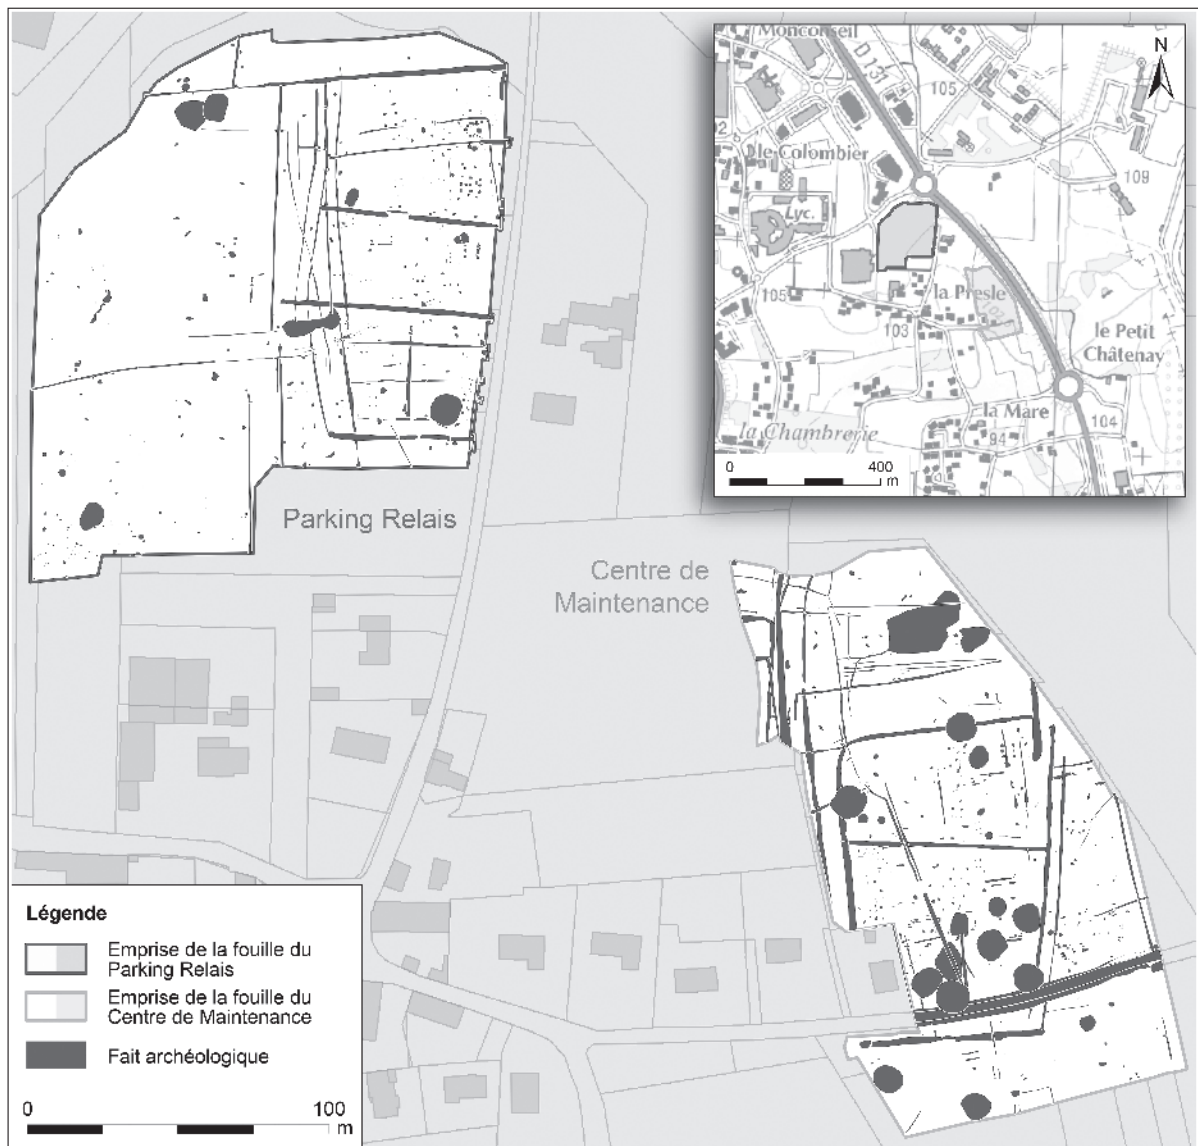 Monconseil
D 131
N
105
le Colombier
109
Lyc.
105
la Presle
103
le Petit
Châtenay
la Mare
104
la Chambrerie
94
0 400
m
Parking Relais
Centre de
Maintenance
Légende
Emprise de la fouille du
Parking Relais
Emprise de la fouille du
Centre de Maintenance
Fait archéologique
0 100
m